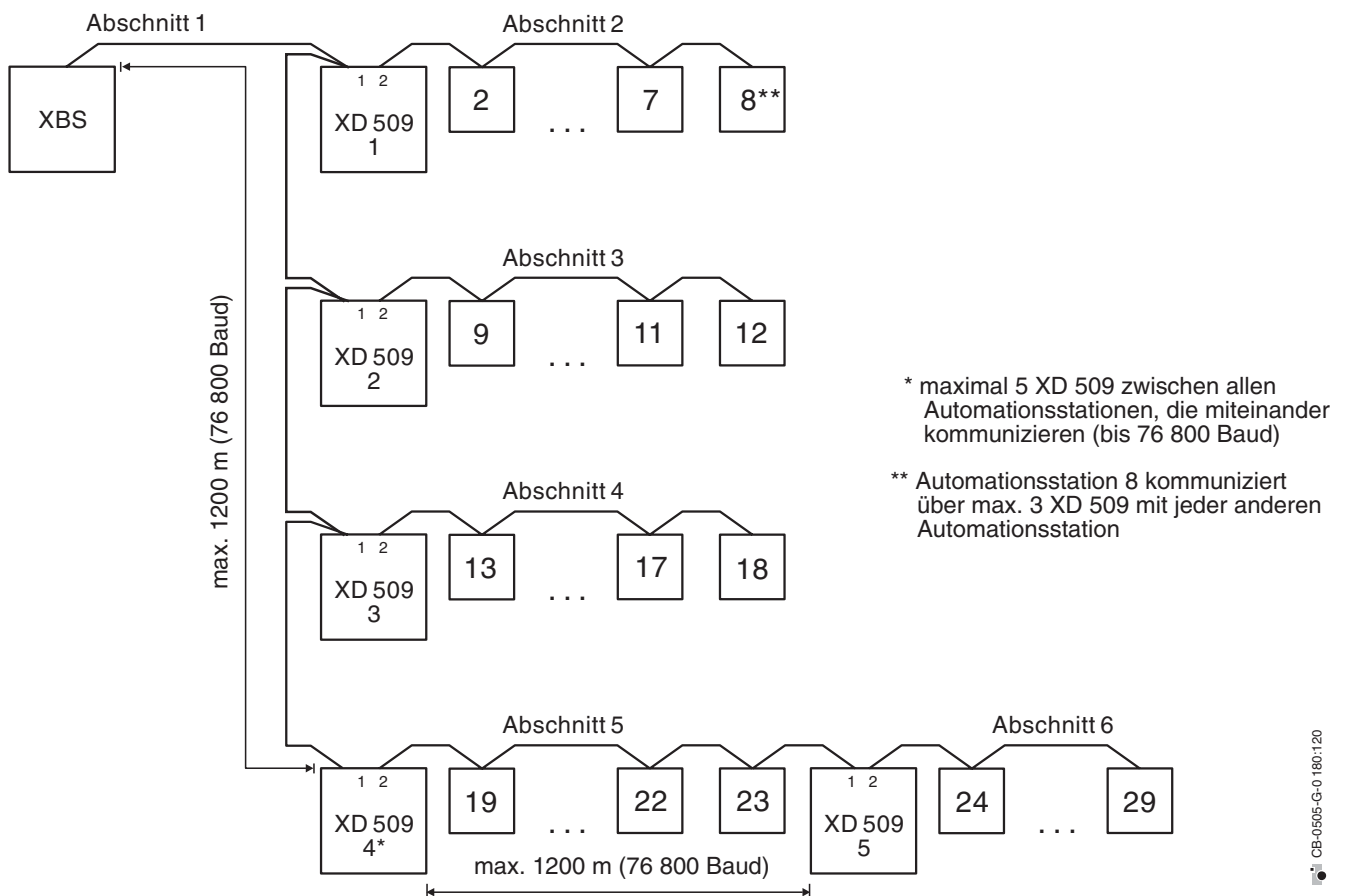 Abschnitt 1
Abschnitt 2
XBS
1 2
XD 509
1
2
. . .
7
8**
Abschnitt 3
1 2
XD 509
2
9
. . .
11
12
max. 1200 m (76 800 Baud)
* maximal 5 XD 509 zwischen allen
Automationsstationen, die miteinander
kommunizieren (bis 76 800 Baud)
** Automationsstation 8 kommuniziert
über max. 3 XD 509 mit jeder anderen
Automationsstation
Abschnitt 4
1 2
XD 509
3
13
. . .
17
18
Abschnitt 5
Abschnitt 6
1 2
XD 509
4*
19
. . .
22
23
1 2
XD 509
5
24
. . .
29
max. 1200 m (76 800 Baud)
CB-0505-G-0 180:120